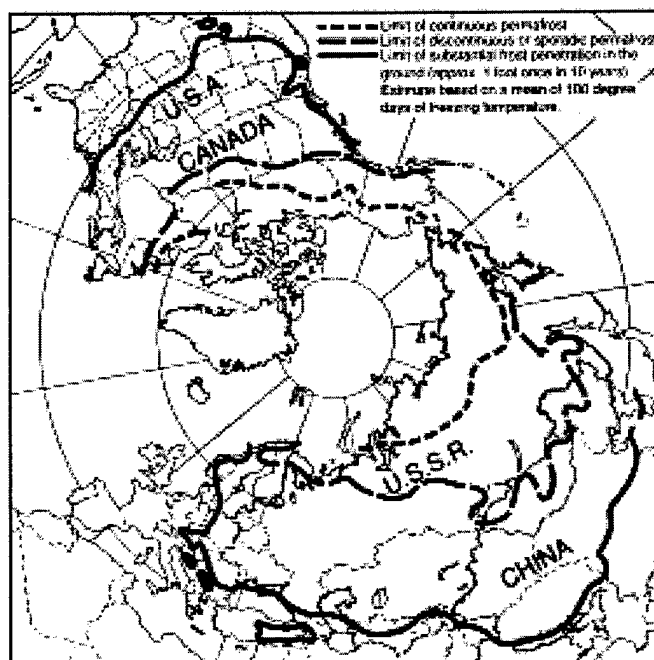 Limit of continuous permafrost
Limit of discontinuous or sporadic permafrost
Limit of substantial frost penetration in the
ground (approx. 1 foot once in 10 years)
Estimate based on a mean of 100 degree
days of freezing temperature.
U.S.A.
CANADA
U.S.S.R.
CHINA